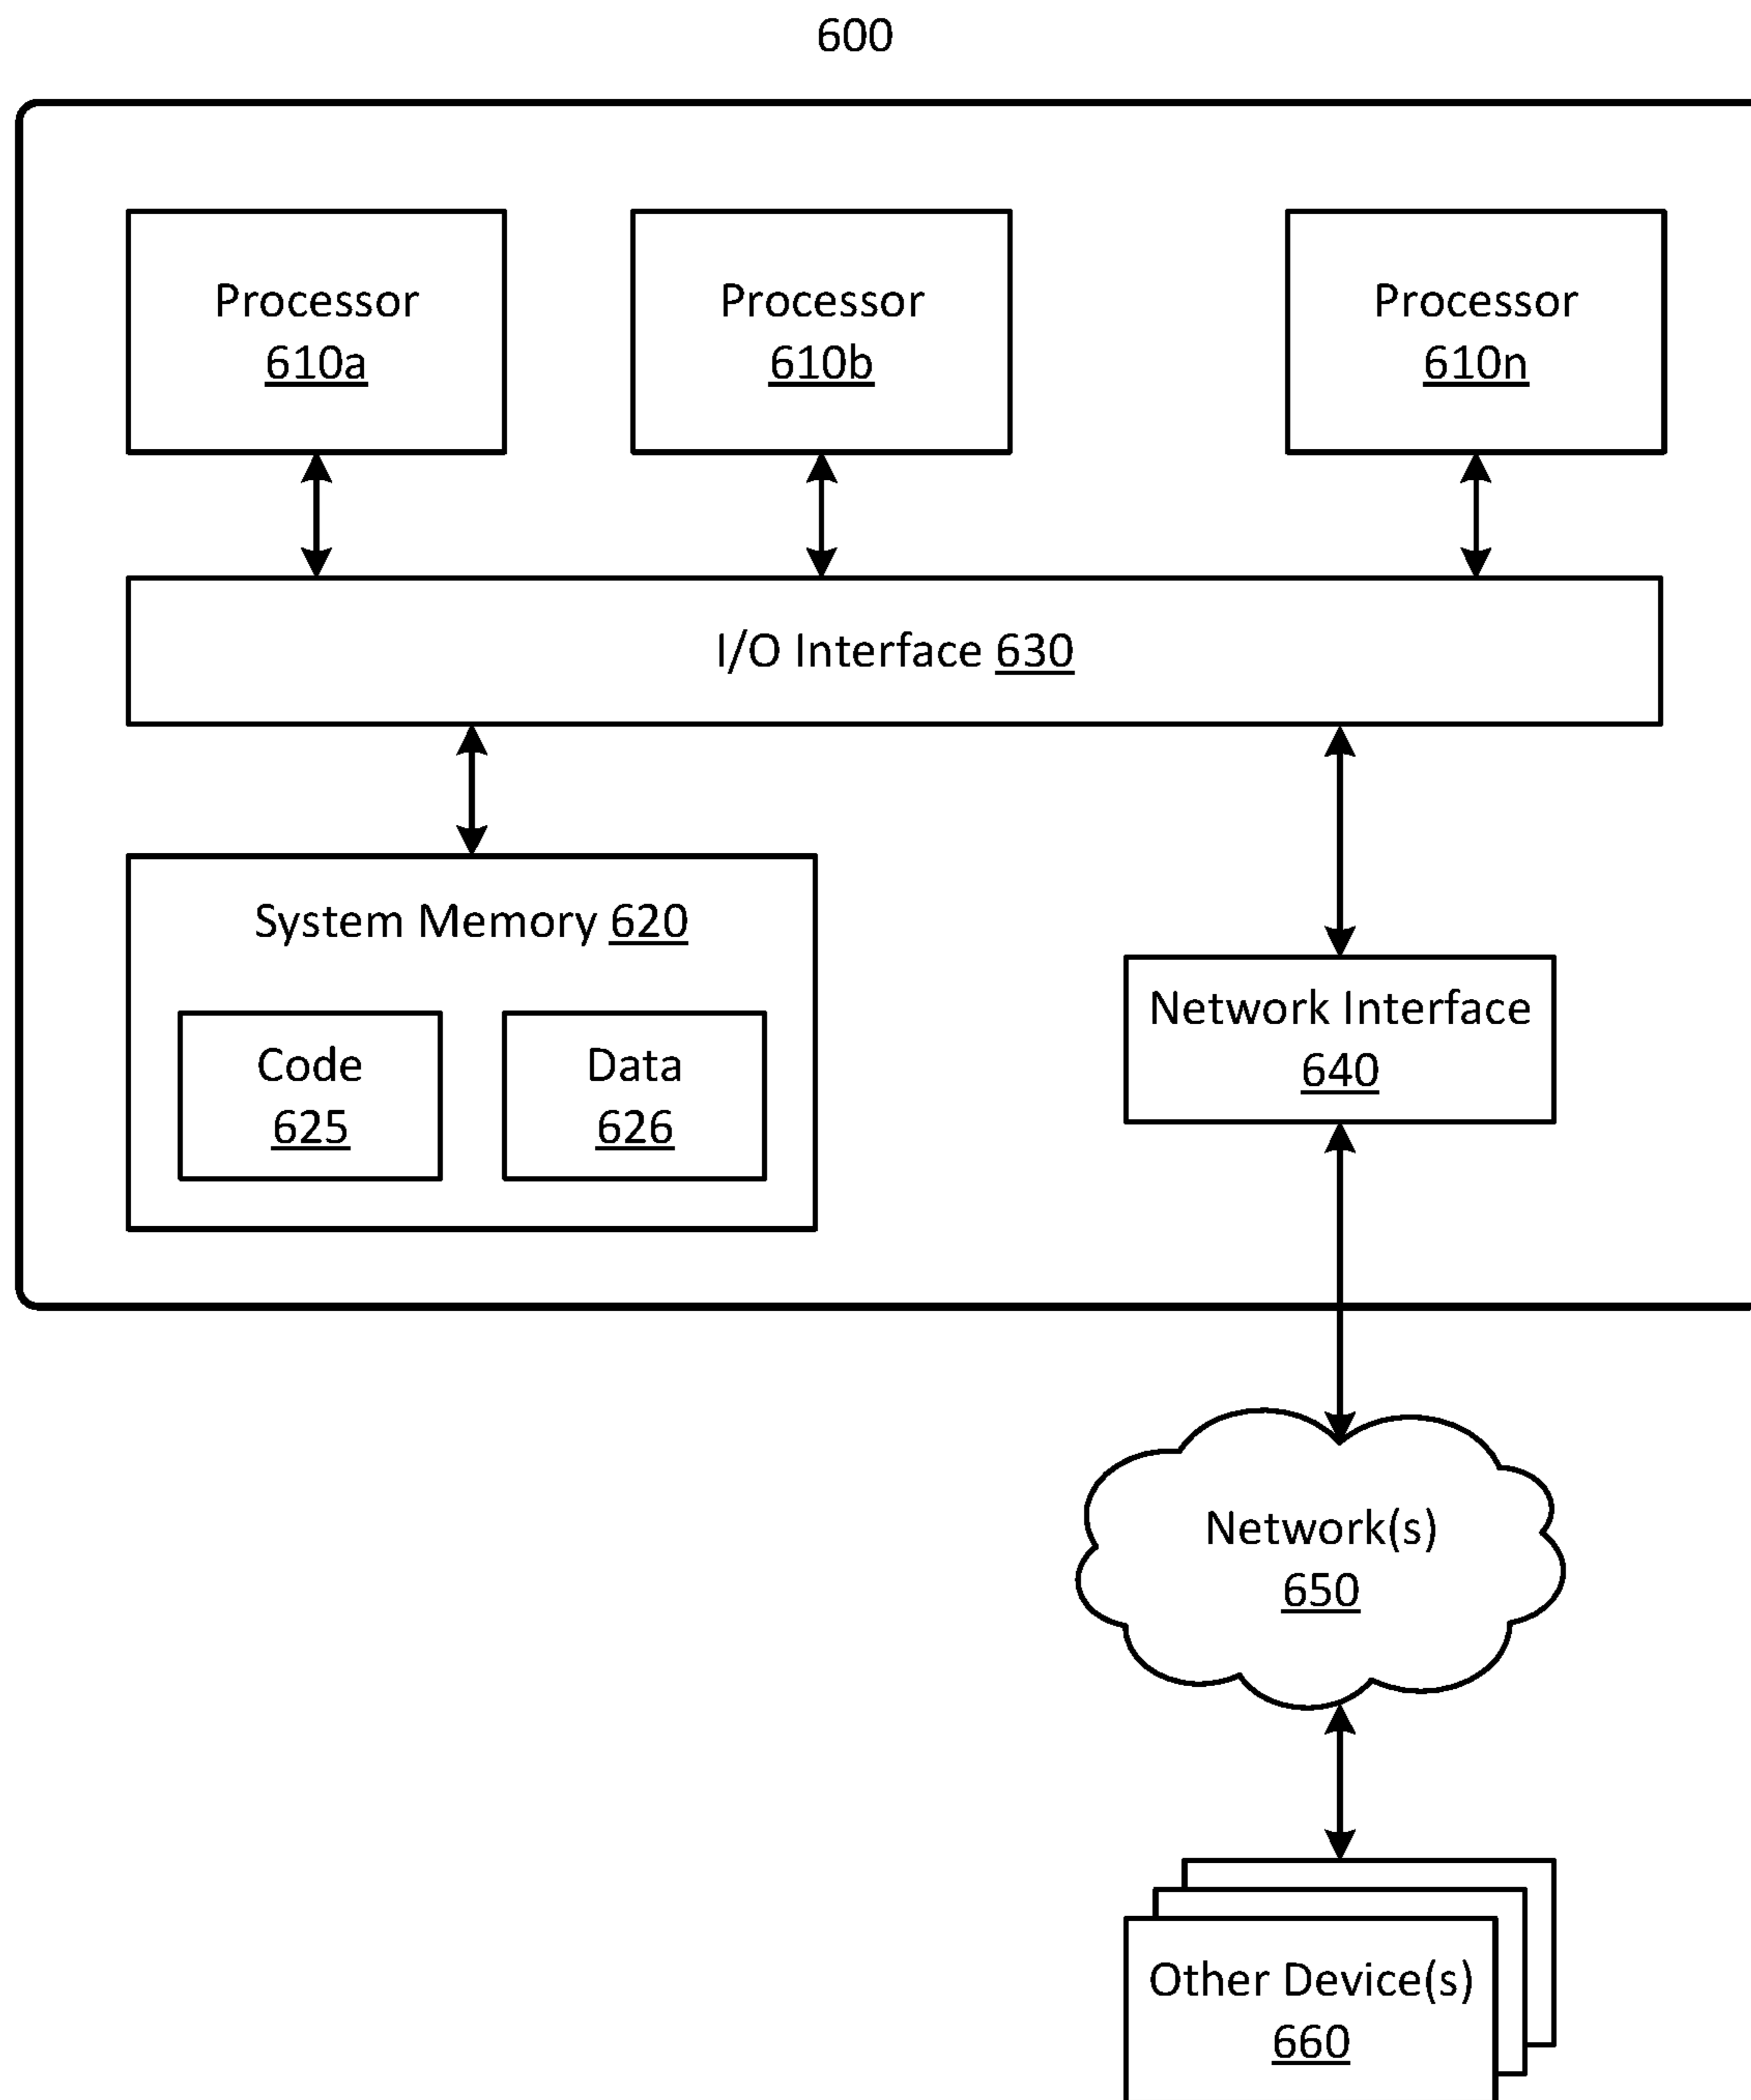 600
Processor
610a
Processor
610b
Processor
610n
I/O Interface 630
System Memory 620
Code
625
Data
626
Network Interface
640
Network(s)
650
Other Device(s)
660